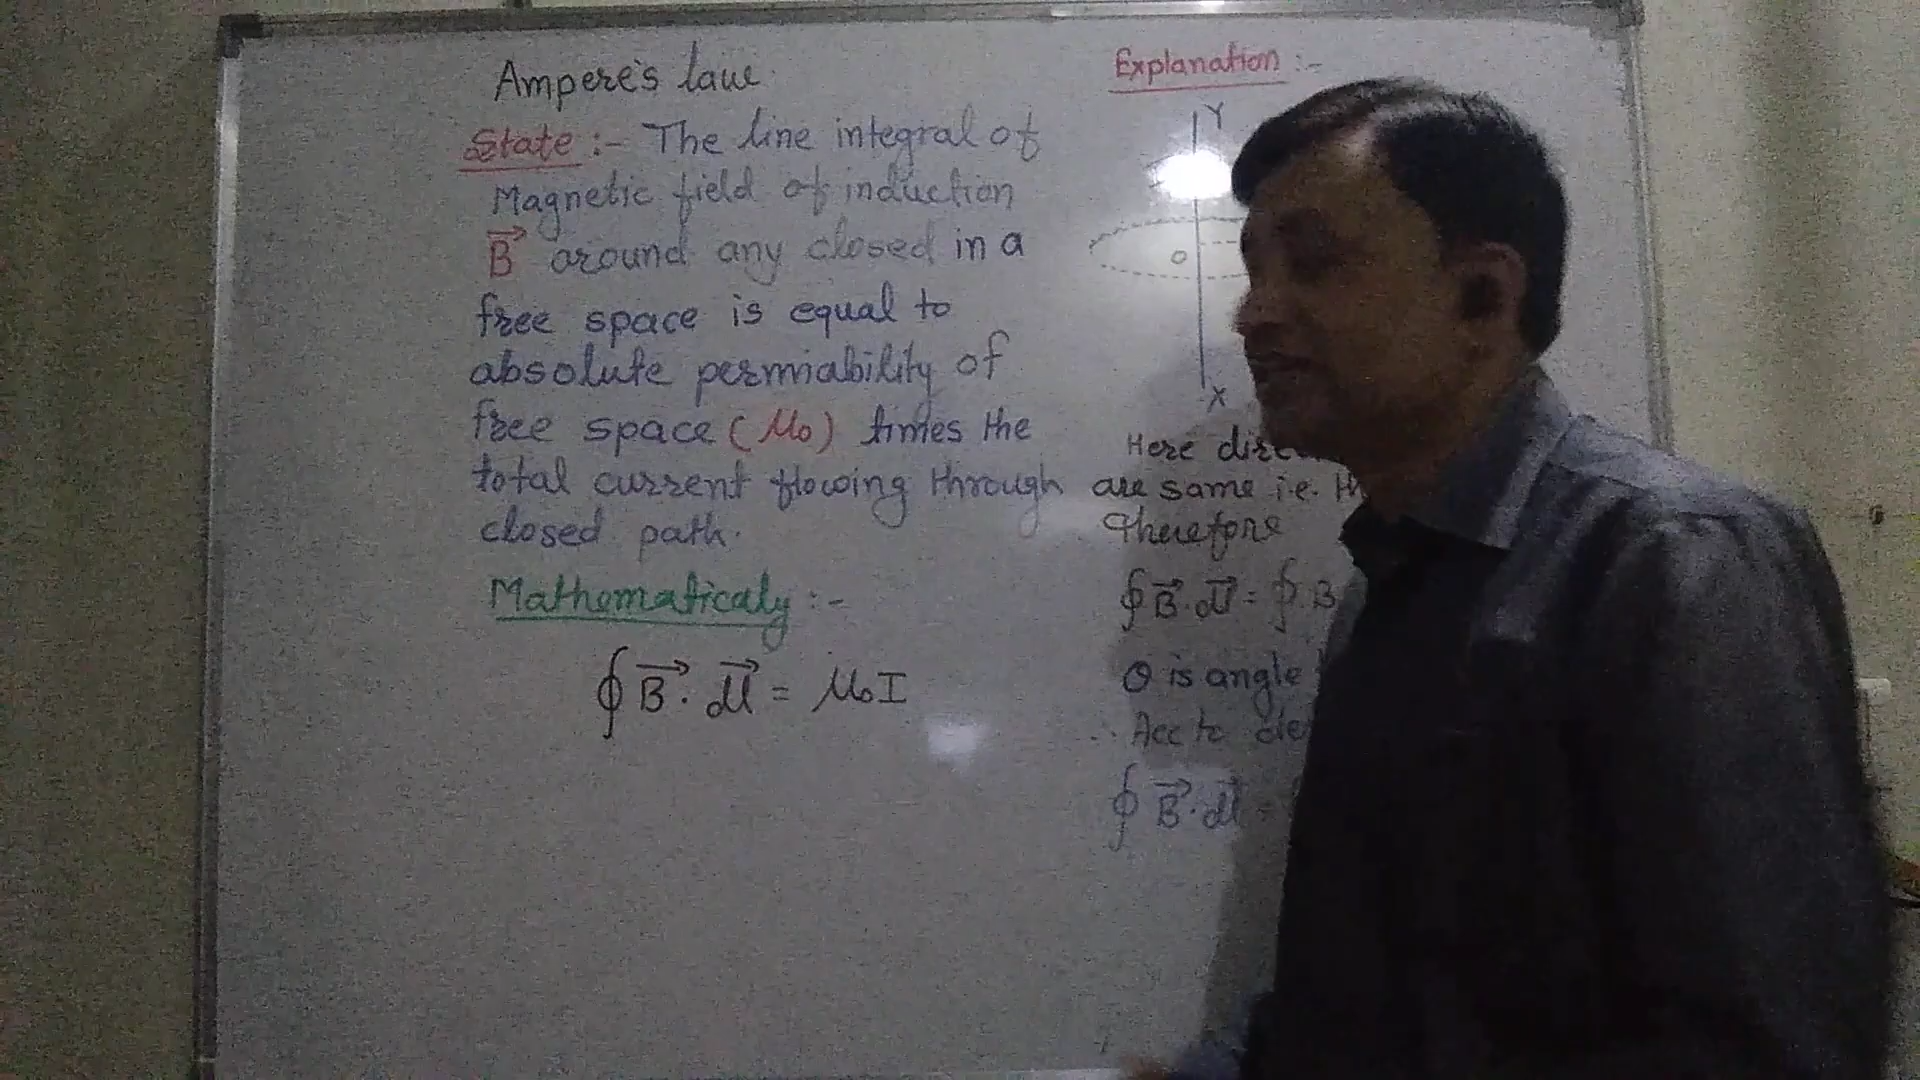 Ampere's law
State :- The line integral of
Magnetic field of induction
B⃗ around any closed in a
free space is equal to
absolute permiability of
free space (μ₀) times the
total current flowing through
closed path.
Mathematicaly :-
∮ B⃗ . dl⃗ = μ₀I
Explanation :-
Y
O
X
Here
are same i.e.
Therefore
∮ B⃗ . dl⃗ = ∮ B
θ is angle
∴ Acc to
∮ B⃗ . dl⃗ =